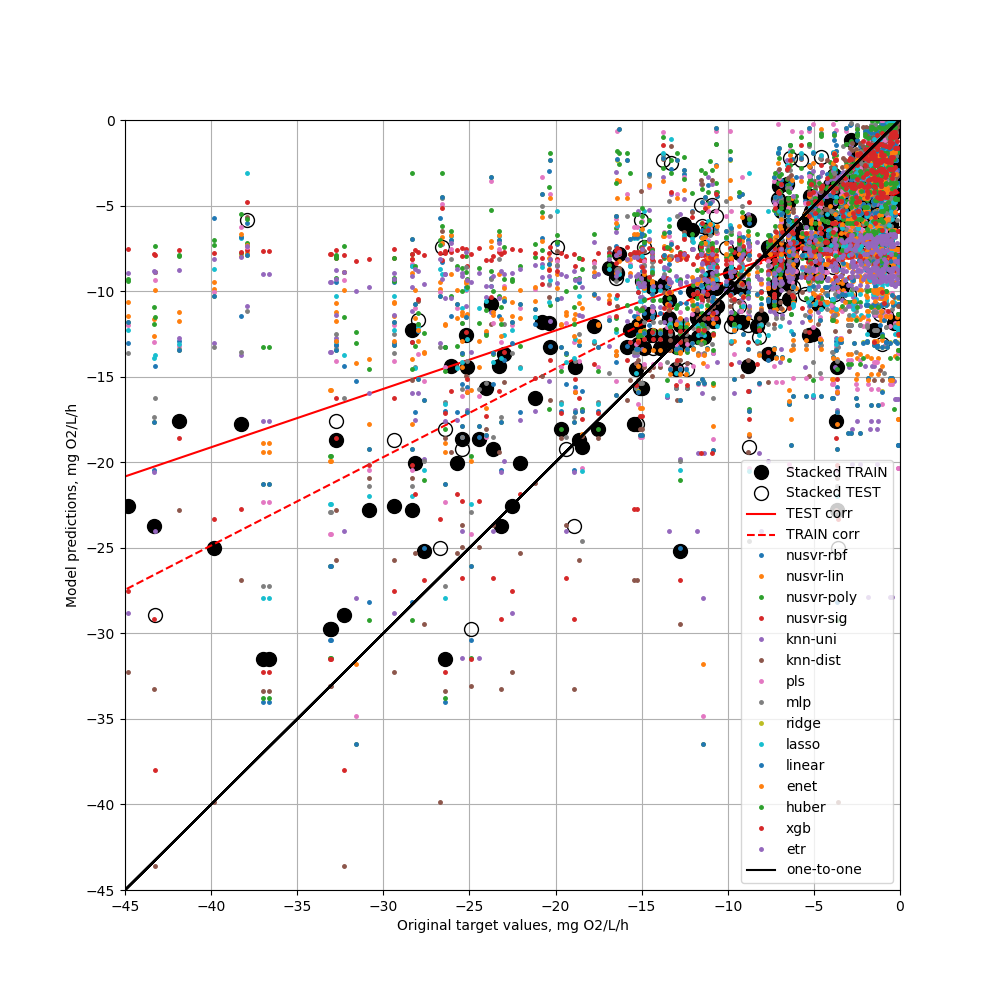 0
−5
−10
−15
−20
−25
−30
−35
−40
−45
Model predictions, mg O2/L/h
−45
−40
−35
−30
−25
−20
−15
−10
−5
0
Original target values, mg O2/L/h
Stacked TRAIN
Stacked TEST
TEST corr
TRAIN corr
nusvr-rbf
nusvr-lin
nusvr-poly
nusvr-sig
knn-uni
knn-dist
pls
mlp
ridge
lasso
linear
enet
huber
xgb
etr
one-to-one